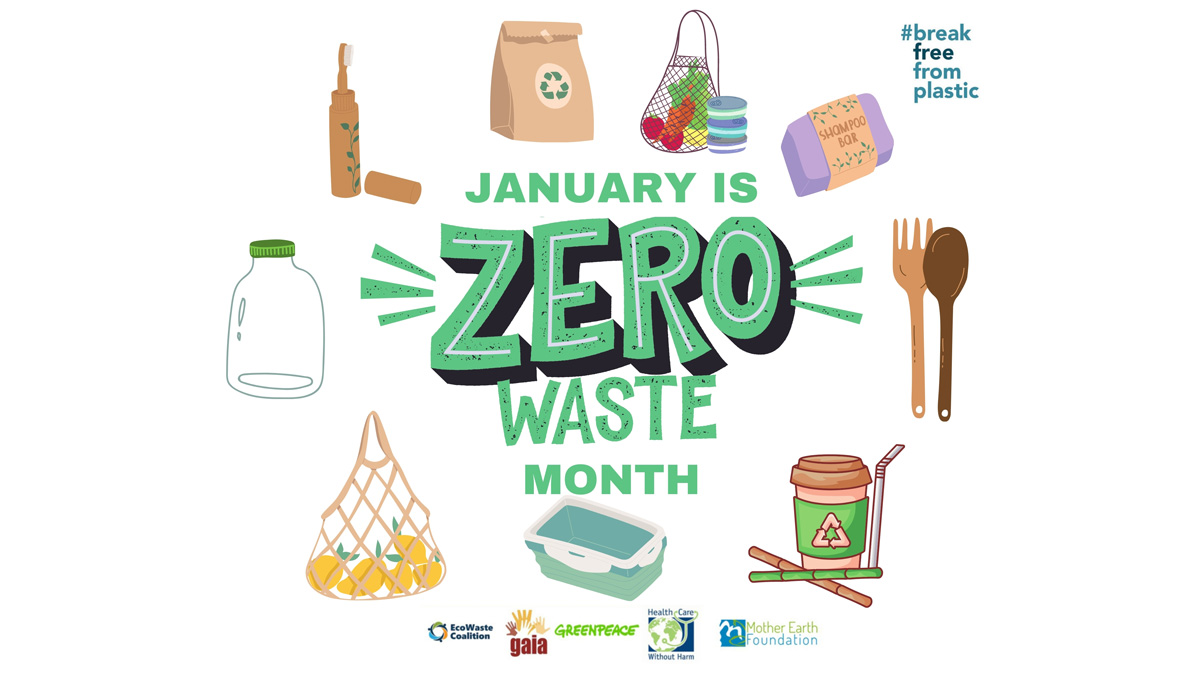 #break
free
from
plastic
SHAMPOO
BAR
JANUARY IS
ZERO
WASTE
MONTH
EcoWaste
Coalition
gaia
GREENPEACE
Health Care
Without Harm
Mother Earth
Foundation